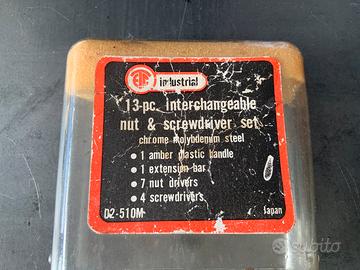 industrial
13-pc. interchangeable
nut & screwdriver set
chrome molybdenum steel
• 1 amber plastic handle
• 1 extension bar
• 7 nut drivers
• 4 screwdrivers
D2-510M Japan
subito